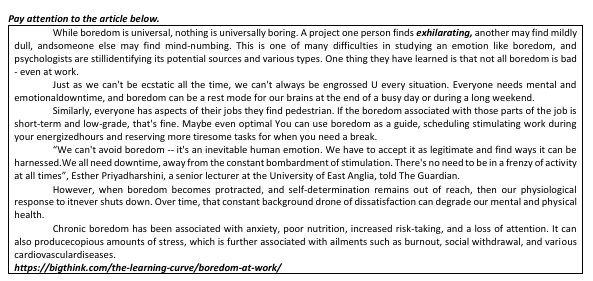 Pay attention to the article below.
While boredom is universal, nothing is universally boring. A project one person finds exhilarating, another may find mildly
dull, andsomeone else may find mind-numbing. This is one of many difficulties in studying an emotion like boredom, and
psychologists are stillidentifying its potential sources and various types. One thing they have learned is that not all boredom is bad
- even at work.
Just as we can't be ecstatic all the time, we can't always be engrossed U every situation. Everyone needs mental and
emotionaldowntime, and boredom can be a rest mode for our brains at the end of a busy day or during a long weekend.
Similarly, everyone has aspects of their jobs they find pedestrian. If the boredom associated with those parts of the job is
short-term and low-grade, that's fine. Maybe even optimal You can use boredom as a guide, scheduling stimulating work during
your energizedhours and reserving more tiresome tasks for when you need a break.
“We can't avoid boredom -- it's an inevitable human emotion. We have to accept it as legitimate and find ways it can be
harnessed.We all need downtime, away from the constant bombardment of stimulation. There's no need to be in a frenzy of activity
at all times”, Esther Priyadharshini, a senior lecturer at the University of East Anglia, told The Guardian.
However, when boredom becomes protracted, and self-determination remains out of reach, then our physiological
response to itnever shuts down. Over time, that constant background drone of dissatisfaction can degrade our mental and physical
health.
Chronic boredom has been associated with anxiety, poor nutrition, increased risk-taking, and a loss of attention. It can
also producecopious amounts of stress, which is further associated with ailments such as burnout, social withdrawal, and various
cardiovasculardiseases.
https://bigthink.com/the-learning-curve/boredom-at-work/